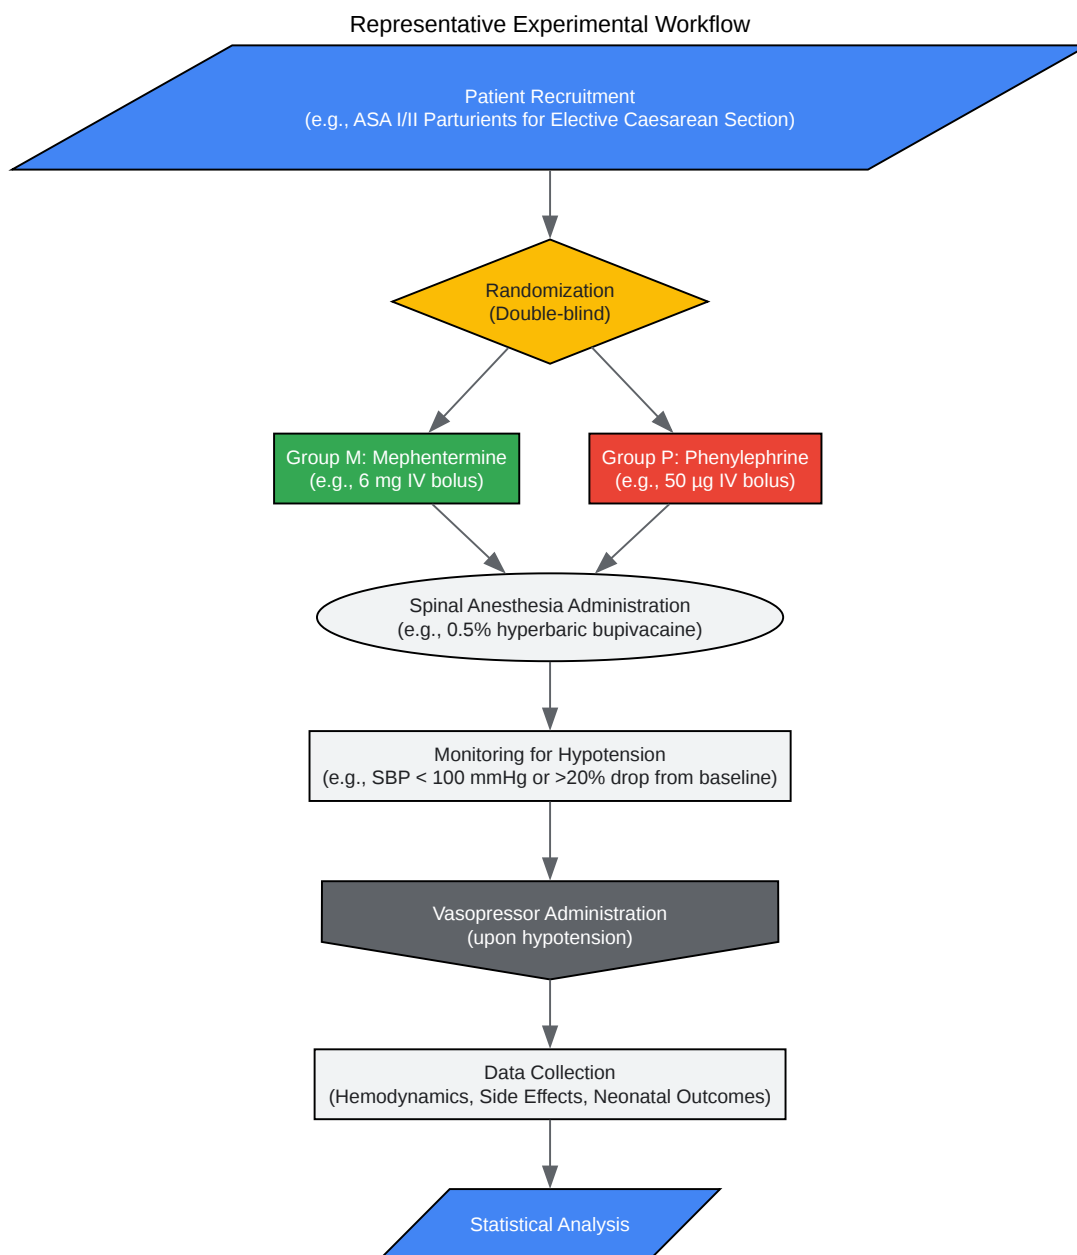 Representative Experimental Workflow
Patient Recruitment
(e.g., ASA I/II Parturients for Elective Caesarean Section)
Randomization
(Double-blind)
Group M: Mephentermine
(e.g., 6 mg IV bolus)
Group P: Phenylephrine
(e.g., 50 µg IV bolus)
Spinal Anesthesia Administration
(e.g., 0.5% hyperbaric bupivacaine)
Monitoring for Hypotension
(e.g., SBP < 100 mmHg or >20% drop from baseline)
Vasopressor Administration
(upon hypotension)
Data Collection
(Hemodynamics, Side Effects, Neonatal Outcomes)
Statistical Analysis